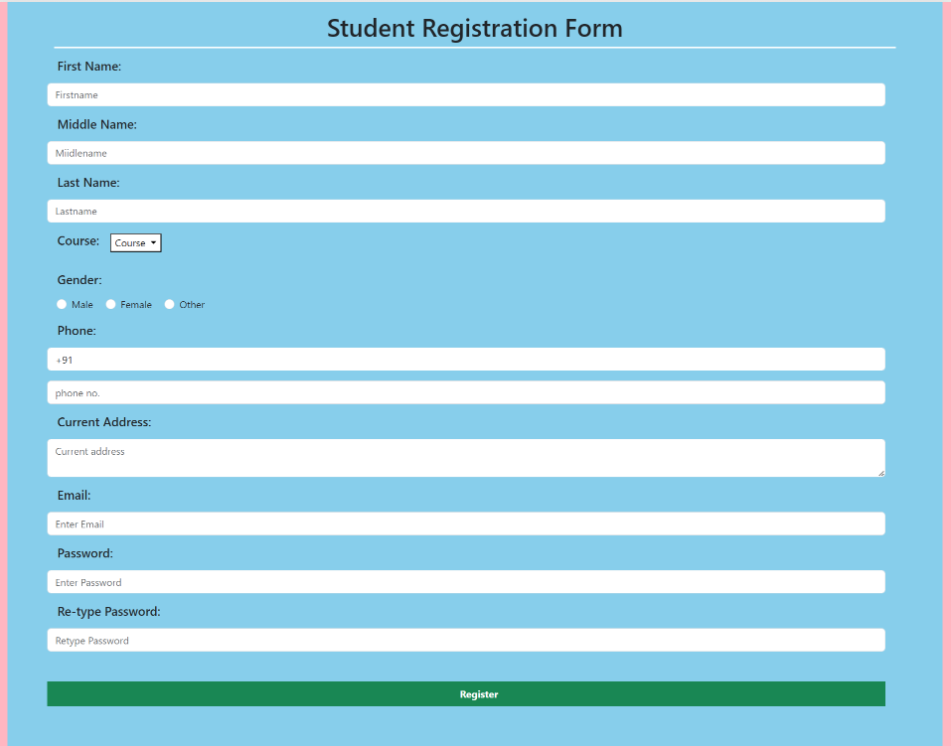 Student Registration Form
First Name:
Firstname
Middle Name:
Miidlename
Last Name:
Lastname
Course: Course
Gender:
Male Female Other
Phone:
+91
phone no.
Current Address:
Current address
Email:
Enter Email
Password:
Enter Password
Re-type Password:
Retype Password
Register